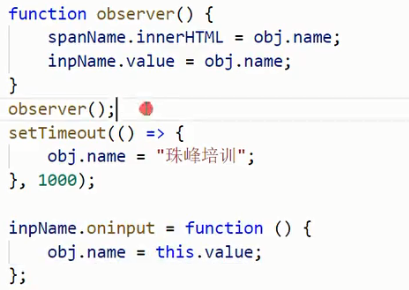 function observer() {
    spanName.innerHTML = obj.name;
    inpName.value = obj.name;
}
observer();
setTimeout(() => {
    obj.name = "珠峰培训";
}, 1000);

inpName.oninput = function () {
    obj.name = this.value;
};